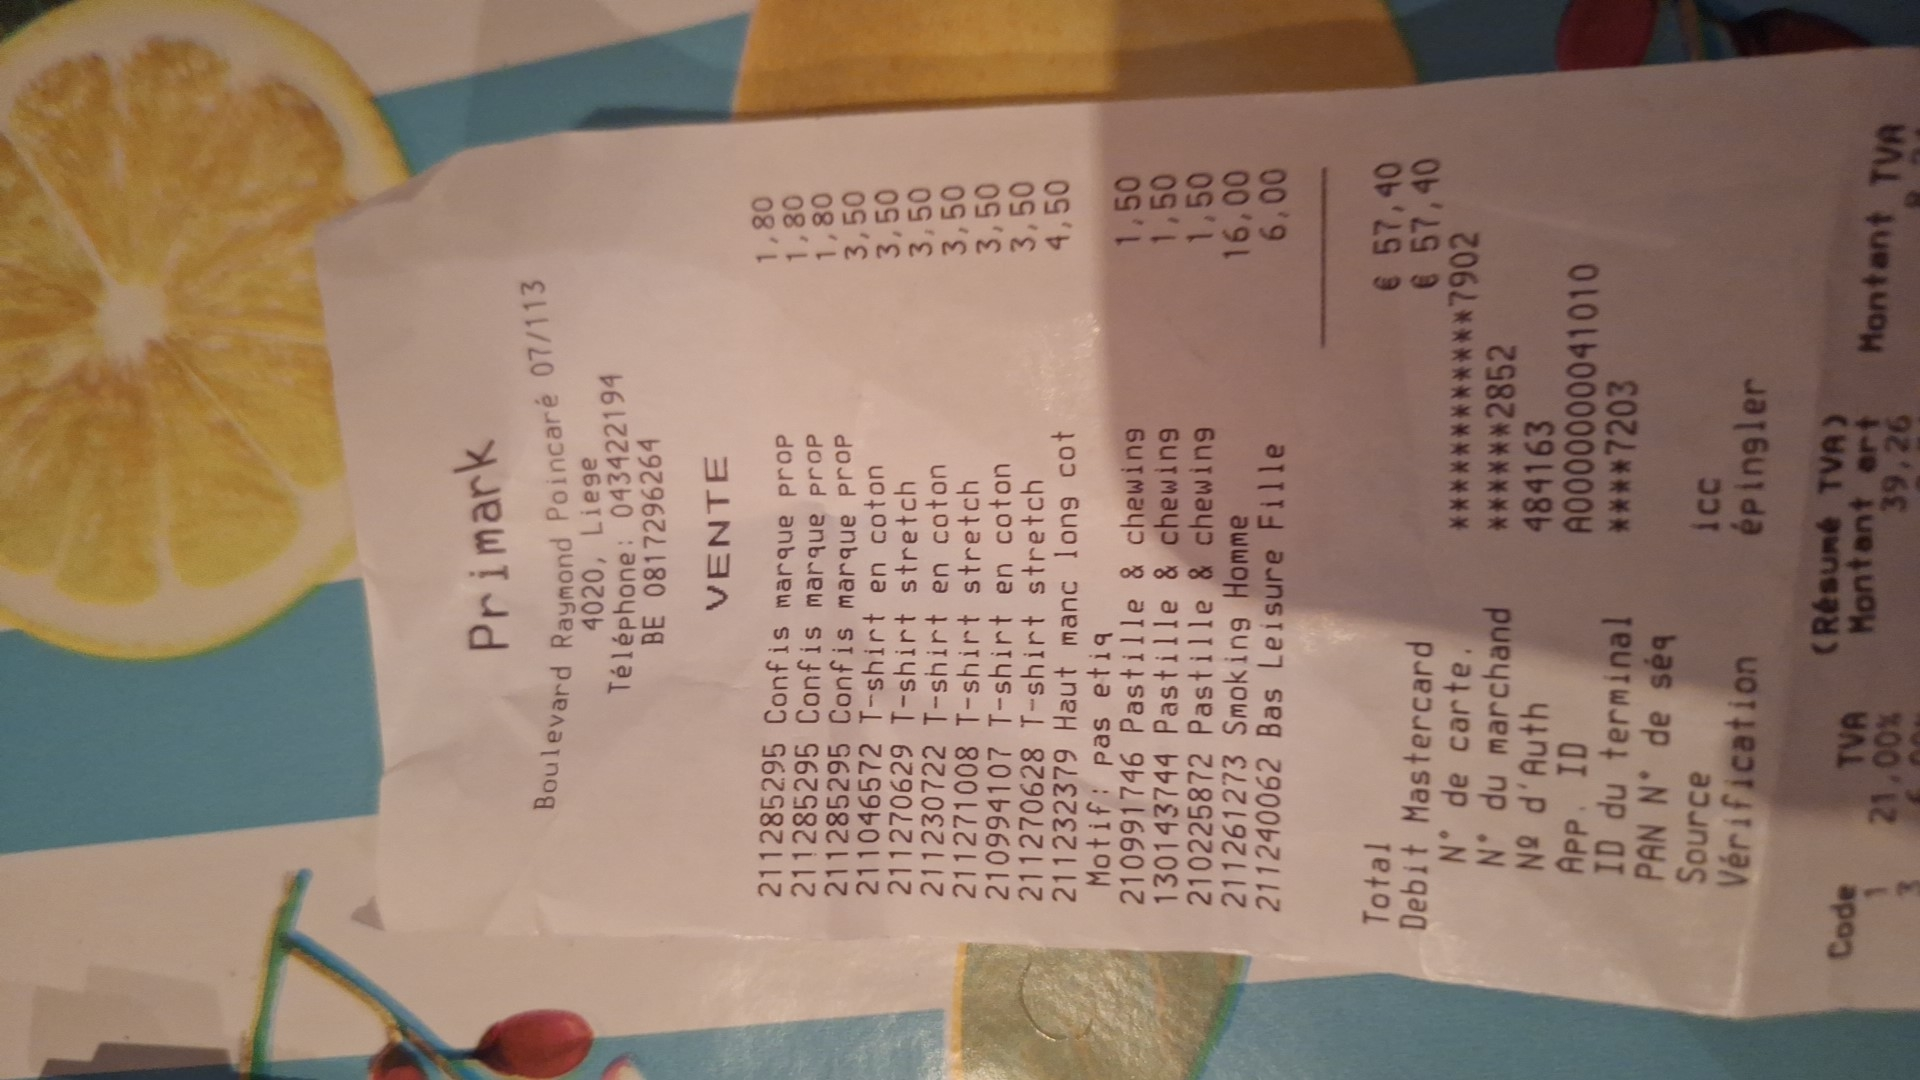 Primark
Boulevard Raymond Poincaré 07/113
4020, Liege
Téléphone: 043422194
BE 0817296264
VENTE
211285295 Confis marque prop 1,80
211285295 Confis marque prop 1,80
211285295 Confis marque prop 1,80
211046572 T-shirt en coton 3,50
211270629 T-shirt stretch 3,50
211230722 T-shirt en coton 3,50
211271008 T-shirt stretch 3,50
210994107 T-shirt en coton 3,50
211270628 T-shirt stretch 3,50
211232379 Haut manc long cot 4,50
Motif: pas etiq
210991746 Pastille & chewing 1,50
130143744 Pastille & chewing 1,50
210225872 Pastille & chewing 1,50
211261273 Smoking Homme 16,00
211240062 Bas Leisure Fille 6,00
Total € 57,40
Debit Mastercard € 57,40
N° de carte. ************7902
N° du marchand ******2852
Nº d'Auth 484163
APP. ID A0000000041010
ID du terminal ****7203
PAN N° de séq
Source icc
Vérification épingler
(Résumé TVA)
Code TVA Montant art Montant TVA
1 21,00% 39,26
3